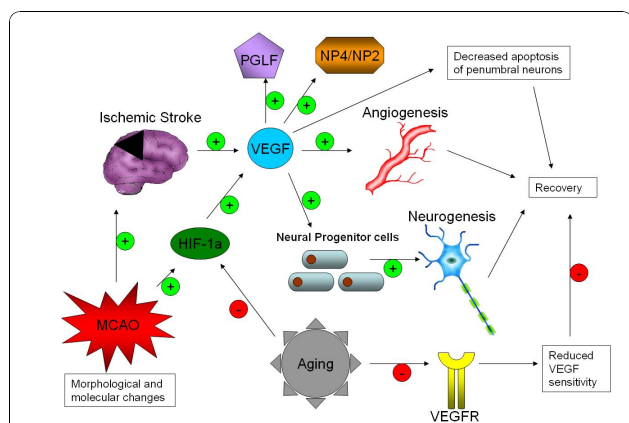 PGLF
NP4/NP2
Decreased apoptosis
of penumbral neurons
Ischemic Stroke
+
+
+
VEGF
+
Angiogenesis
Recovery
+
+
Neurogenesis
HIF-1a
Neural Progenitor cells
+
+
+
-
-
MCAO
Aging
-
Reduced
VEGF
sensitivity
Morphological and
molecular changes
VEGFR